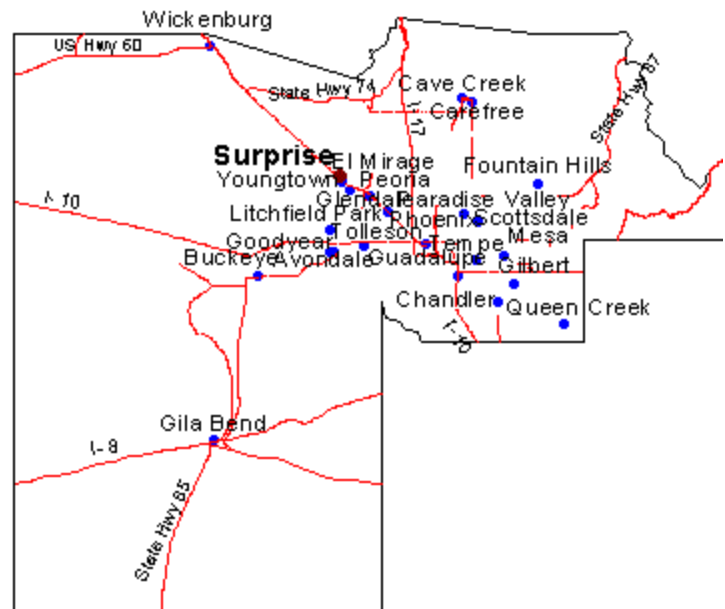 Wickenburg
US Hwy 60
State Hwy 74
Cave Creek
Carefree
I-17
State Hwy 87
Surprise
El Mirage
Fountain Hills
Youngtown
Peoria
Glendale
Paradise Valley
I-10
Litchfield Park
Phoenix
Scottsdale
Tolleson
Goodyear
Tempe
Mesa
Buckeye
Avondale
Guadalupe
Gilbert
Chandler
Queen Creek
I-10
Gila Bend
I-8
State Hwy 85